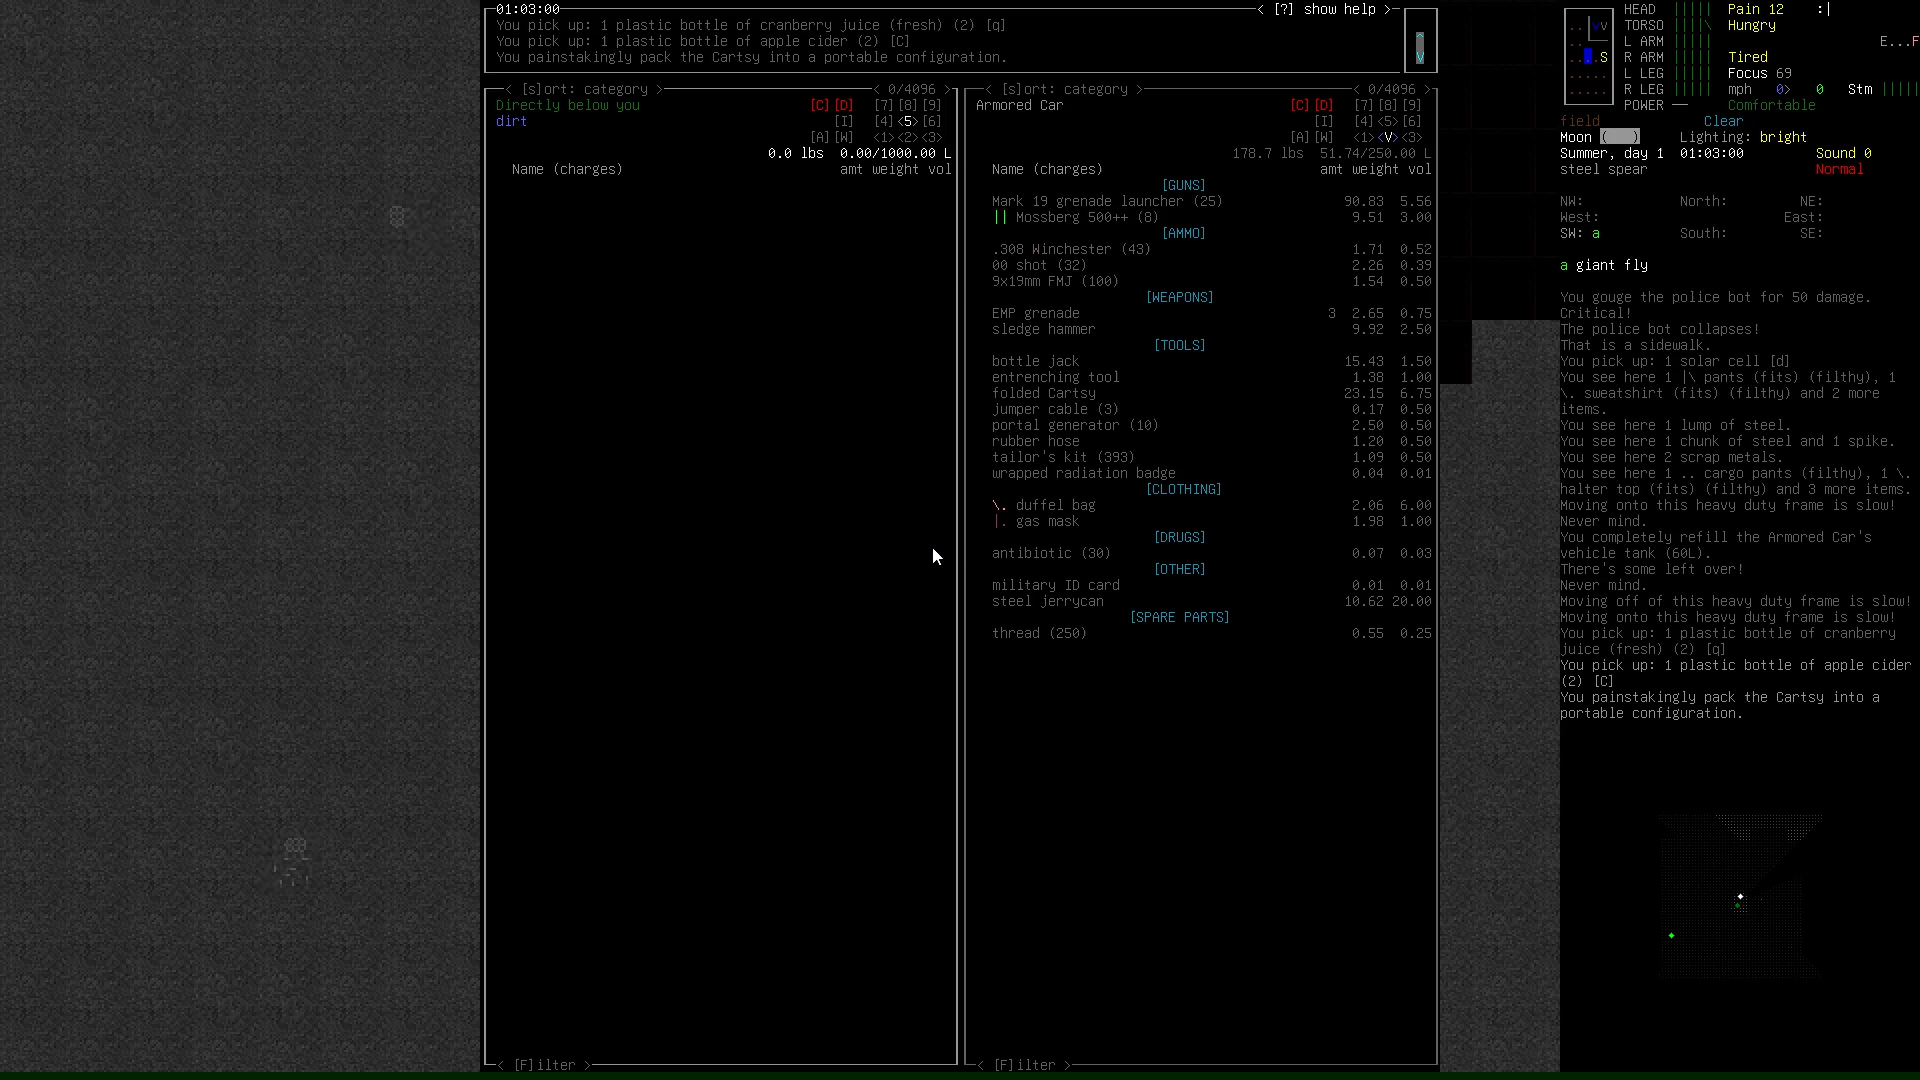 01:03:00 < [?] show help >
You pick up: 1 plastic bottle of cranberry juice (fresh) (2) [q]
You pick up: 1 plastic bottle of apple cider (2) [C]
You painstakingly pack the Cartsy into a portable configuration.
< [s]ort: category > < 0/4096 >
Directly below you [C] [D] [7] [8] [9]
dirt [I] [4] <5> [6]
[A] [W] <1> <2> <3>
0.0 lbs 0.00/1000.00 L
Name (charges) amt weight vol
< [F]ilter >
< [s]ort: category > < 0/4096 >
Armored Car [C] [D] [7] [8] [9]
[I] [4] <5> [6]
[A] [W] <1> <V> <3>
178.7 lbs 51.74/250.00 L
Name (charges) amt weight vol
[GUNS]
Mark 19 grenade launcher (25) 90.83 5.56
|| Mossberg 500++ (8) 9.51 3.00
[AMMO]
.308 Winchester (43) 1.71 0.52
00 shot (32) 2.26 0.39
9x19mm FMJ (100) 1.54 0.50
[WEAPONS]
EMP grenade 3 2.65 0.75
sledge hammer 9.92 2.50
[TOOLS]
bottle jack 15.43 1.50
entrenching tool 1.38 1.00
folded Cartsy 23.15 6.75
jumper cable (3) 0.17 0.50
portal generator (10) 2.50 0.50
rubber hose 1.20 0.50
tailor's kit (393) 1.09 0.50
wrapped radiation badge 0.04 0.01
[CLOTHING]
\. duffel bag 2.06 6.00
|. gas mask 1.98 1.00
[DRUGS]
antibiotic (30) 0.07 0.03
[OTHER]
military ID card 0.01 0.01
steel jerrycan 10.62 20.00
[SPARE PARTS]
thread (250) 0.55 0.25
< [F]ilter >
HEAD ||||| Pain 12 :|
TORSO ||||\ Hungry
L ARM ||||| E...F
R ARM ||||| Tired
L LEG ||||| Focus 69
R LEG ||||| mph 0> 0 Stm |||||
POWER — Comfortable
field Clear
Moon ( ) Lighting: bright
Summer, day 1 01:03:00 Sound 0
steel spear Normal
NW: North: NE:
West: East:
SW: a South: SE:
a giant fly
You gouge the police bot for 50 damage.
Critical!
The police bot collapses!
That is a sidewalk.
You pick up: 1 solar cell [d]
You see here 1 |\ pants (fits) (filthy), 1
\. sweatshirt (fits) (filthy) and 2 more
items.
You see here 1 lump of steel.
You see here 1 chunk of steel and 1 spike.
You see here 2 scrap metals.
You see here 1 .. cargo pants (filthy), 1 \.
halter top (fits) (filthy) and 3 more items.
Moving onto this heavy duty frame is slow!
Never mind.
You completely refill the Armored Car's
vehicle tank (60L).
There's some left over!
Never mind.
Moving off of this heavy duty frame is slow!
Moving onto this heavy duty frame is slow!
You pick up: 1 plastic bottle of cranberry
juice (fresh) (2) [q]
You pick up: 1 plastic bottle of apple cider
(2) [C]
You painstakingly pack the Cartsy into a
portable configuration.